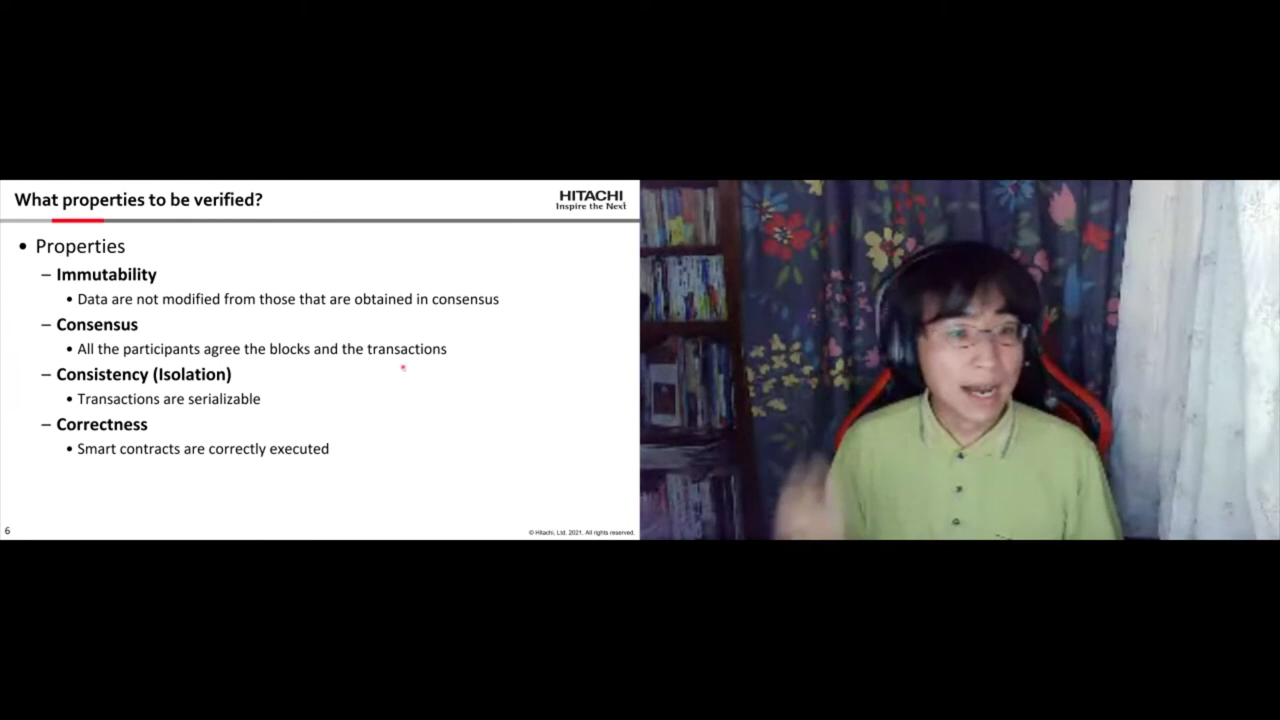 What properties to be verified?
HITACHI
Inspire the Next
• Properties
– Immutability
• Data are not modified from those that are obtained in consensus
– Consensus
• All the participants agree the blocks and the transactions
– Consistency (Isolation)
• Transactions are serializable
– Correctness
• Smart contracts are correctly executed
6
© Hitachi, Ltd. 2021. All rights reserved.